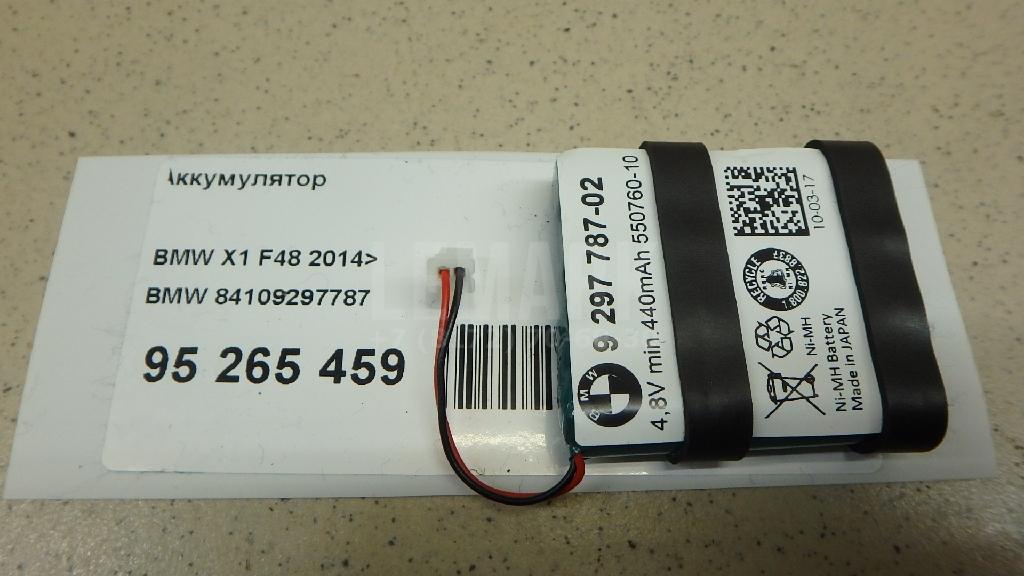 Аккумулятор
BMW X1 F48 2014>
BMW 84109297787
95 265 459
9 297 787-02
4,8V min.440mAh 550760-10
BMW
10-03-17
RECYCLE
1.800.822.8837
Ni-MH
Ni-MH Battery
Made in JAPAN